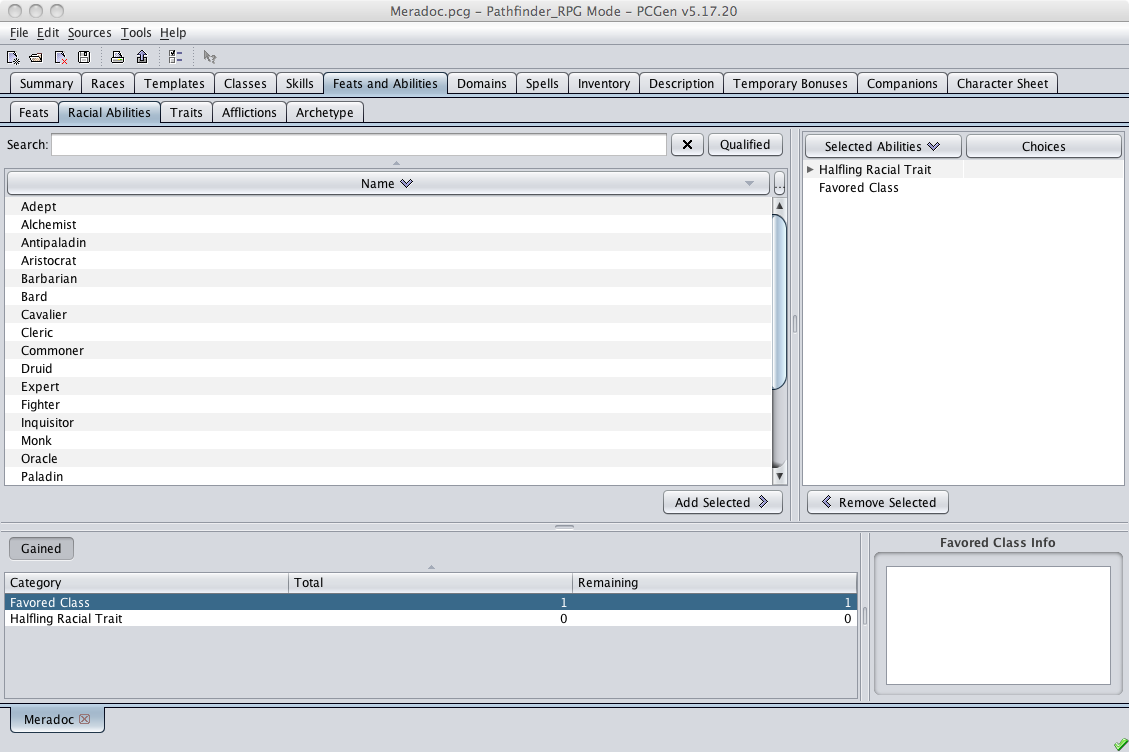 Meradoc.pcg – Pathfinder_RPG Mode – PCGen v5.17.20
File Edit Sources Tools Help
Summary Races Templates Classes Skills Feats and Abilities Domains Spells Inventory Description Temporary Bonuses Companions Character Sheet
Feats Racial Abilities Traits Afflictions Archetype
Search: Qualified
Name ...
Adept
Alchemist
Antipaladin
Aristocrat
Barbarian
Bard
Cavalier
Cleric
Commoner
Druid
Expert
Fighter
Inquisitor
Monk
Oracle
Paladin
Add Selected
Selected Abilities Choices
Halfling Racial Trait
Favored Class
Remove Selected
Gained
Category Total Remaining
Favored Class 1 1
Halfling Racial Trait 0 0
Favored Class Info
Meradoc